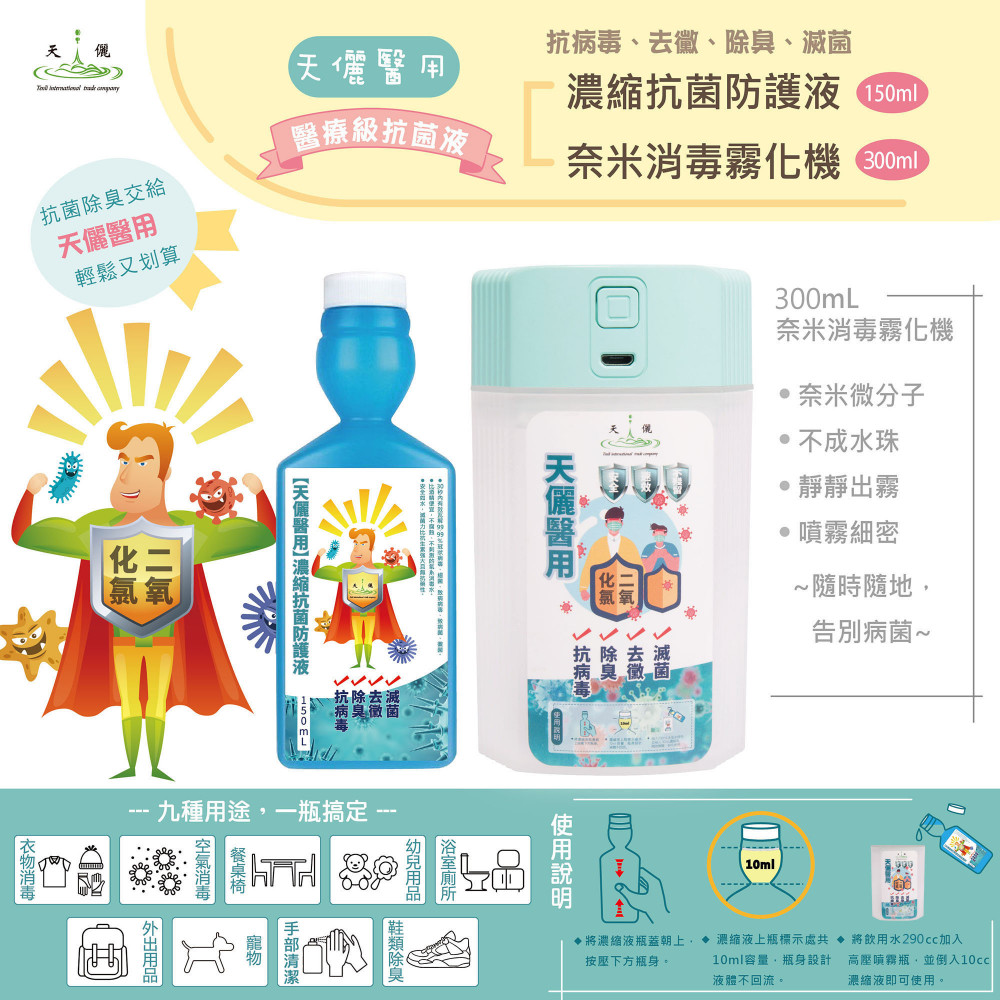 天儷
Tenli international trade company
天儷醫用
醫療級抗菌液
抗病毒、去黴、除臭、滅菌
濃縮抗菌防護液 150ml
奈米消毒霧化機 300ml
抗菌除臭交給
天儷醫用
輕鬆又划算
二氧化氯
【天儷醫用】濃縮抗菌防護液
150mL
抗病毒
除臭
去黴
滅菌
天儷
Tenli international trade company
天儷醫用
安全
二氧化氯
抗病毒
除臭
去黴
滅菌
使用說明
300mL
奈米消毒霧化機
• 奈米微分子
• 不成水珠
• 靜靜出霧
• 噴霧細密
~隨時隨地，
告別病菌~
--- 九種用途，一瓶搞定 ---
衣物消毒
空氣消毒
餐桌椅
幼兒用品
浴室廁所
外出用品
寵物
手部清潔
鞋類除臭
使用說明
10ml
天儷醫用
◆ 將濃縮液瓶蓋朝上，
按壓下方瓶身。
◆ 濃縮液上瓶標示處共
10ml容量，瓶身設計
液體不回流。
◆ 將飲用水290cc加入
高壓噴霧瓶，並倒入10cc
濃縮液即可使用。